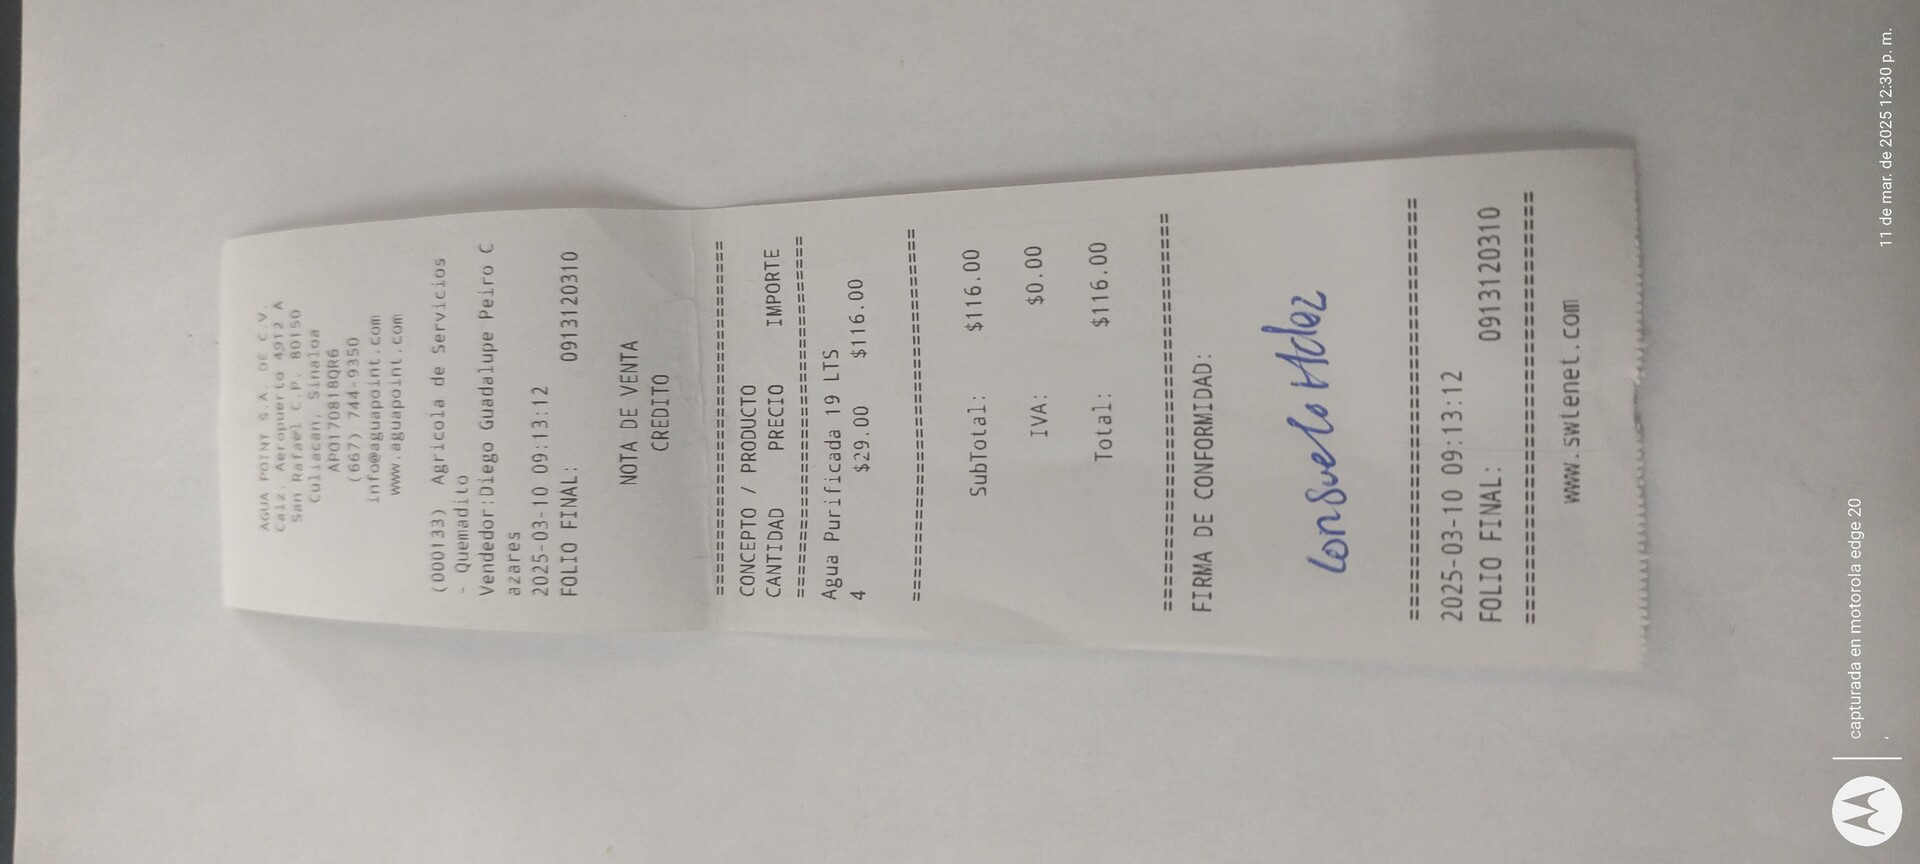 AGUA POINT S.A. DE C.V.
Calz. Aeropuerto 4912 A
San Rafael C.P. 80150
Culiacan, Sinaloa
APO170818QR6
(667) 744-9350
info@aguapoint.com
www.aguapoint.com
(000133) Agricola de Servicios
- Quemadito
Vendedor:Diego Guadalupe Peiro C
azares
2025-03-10 09:13:12
FOLIO FINAL: 0913120310
NOTA DE VENTA
CREDITO
================================
CONCEPTO / PRODUCTO
CANTIDAD PRECIO IMPORTE
================================
Agua Purificada 19 LTS
4 $29.00 $116.00
================================
SubTotal: $116.00
IVA: $0.00
Total: $116.00
================================
FIRMA DE CONFORMIDAD:
Consuelo Hdez
================================
2025-03-10 09:13:12
FOLIO FINAL: 0913120310
================================
www.swtenet.com
capturada en motorola edge 20
,
11 de mar. de 2025 12:30 p. m.